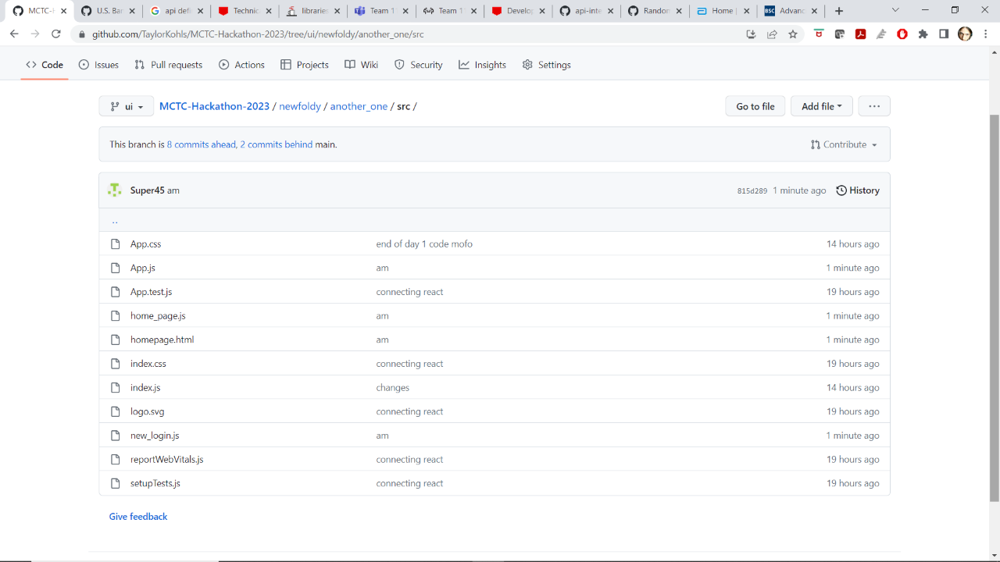 MCTC-H
U.S. Bar
api defi
Technic
libraries
Team 1
Team 1
Develop
api-inte
Random
Home |
BSC Advanc
github.com/TaylorKohls/MCTC-Hackathon-2023/tree/ui/newfoldy/another_one/src
Code Issues Pull requests Actions Projects Wiki Security Insights Settings
ui MCTC-Hackathon-2023 / newfoldy / another_one / src / Go to file Add file ...
This branch is 8 commits ahead, 2 commits behind main. Contribute
Super45 am 815d289 1 minute ago History
..
App.css end of day 1 code mofo 14 hours ago
App.js am 1 minute ago
App.test.js connecting react 19 hours ago
home_page.js am 1 minute ago
homepage.html am 1 minute ago
index.css connecting react 19 hours ago
index.js changes 14 hours ago
logo.svg connecting react 19 hours ago
new_login.js am 1 minute ago
reportWebVitals.js connecting react 19 hours ago
setupTests.js connecting react 19 hours ago
Give feedback